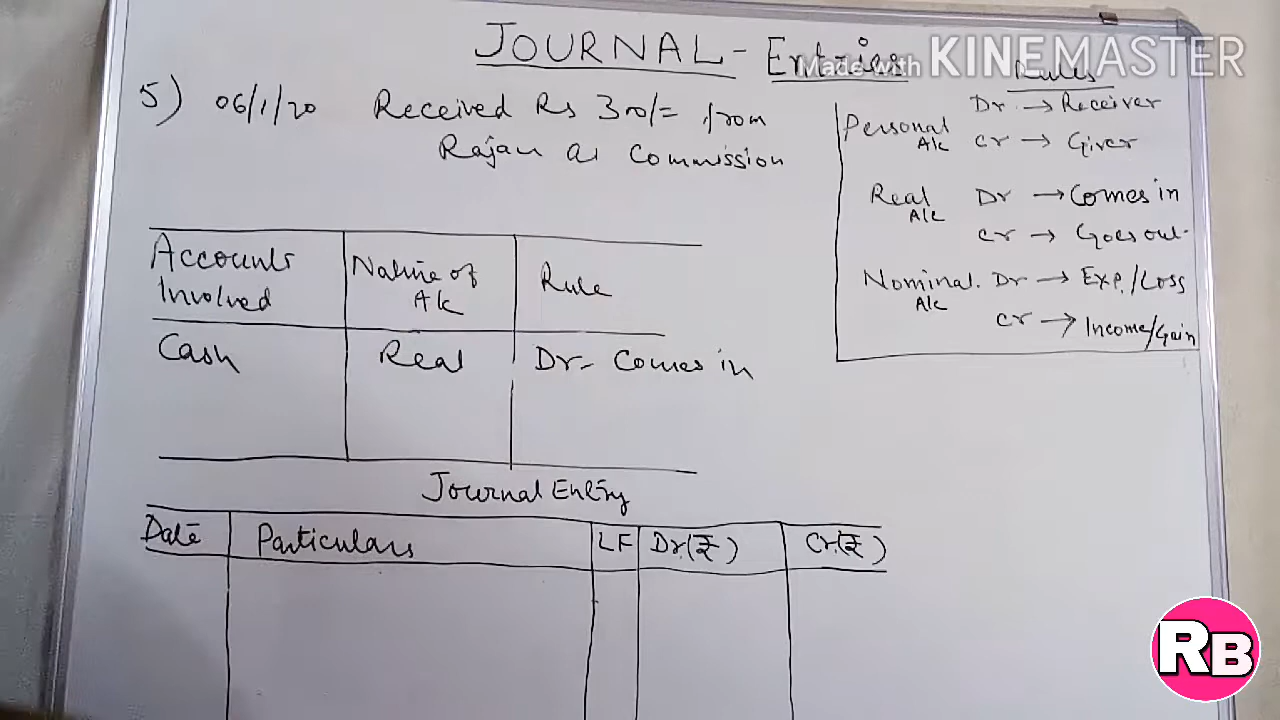 JOURNAL - Entries
Made with KINEMASTER
5) 06/1/20 Received Rs 300/= from
Rajan as Commission
Rules
Personal A/c Dr. → Receiver
Cr → Giver
Real A/c Dr → Comes in
Cr → Goes out
Nominal A/c Dr → Exp./Loss
Cr → Income/Gain
Accounts Involved | Nature of A/c | Rule
Cash | Real | Dr - Comes in
Journal Entry
Date | Particulars | LF | Dr.(₹) | Cr.(₹)
RB